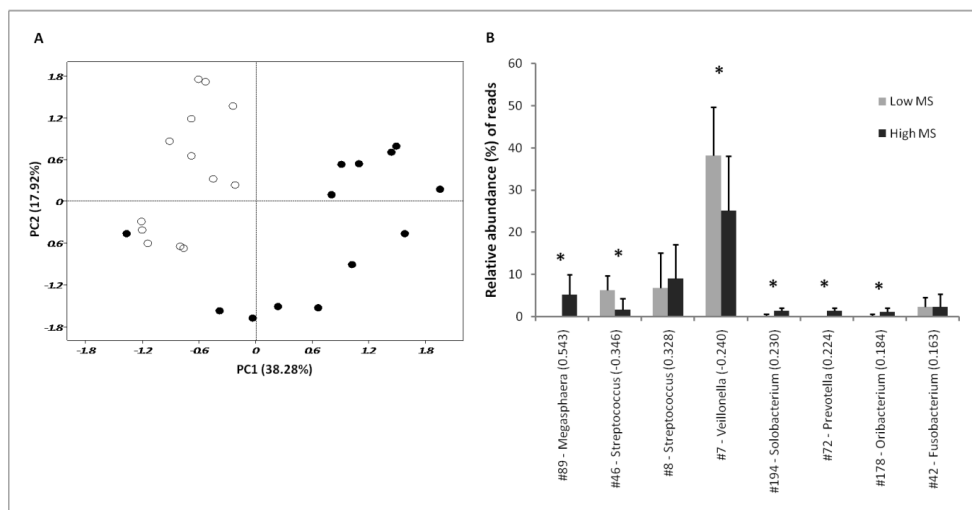 A
PC2 (17.92%)
1.8
1.2
0.6
0
0.6
-1.2
-1.8
-1.8
-1.2
-0.6
0
0.6
1.2
1.8
PC1 (38.28%)
B
Relative abundance (%) of reads
60
50
40
30
20
10
0
*
*
*
*
*
*
Low MS
High MS
#89 - Megasphaera (0.543)
#46 - Streptococcus (-0.346)
#8 - Streptococcus (0.328)
#7 - Veillonella (-0.240)
#194 - Solobacterium (0.230)
#72 - Prevotella (0.224)
#178 - Oribacterium (0.184)
#42 - Fusobacterium (0.163)